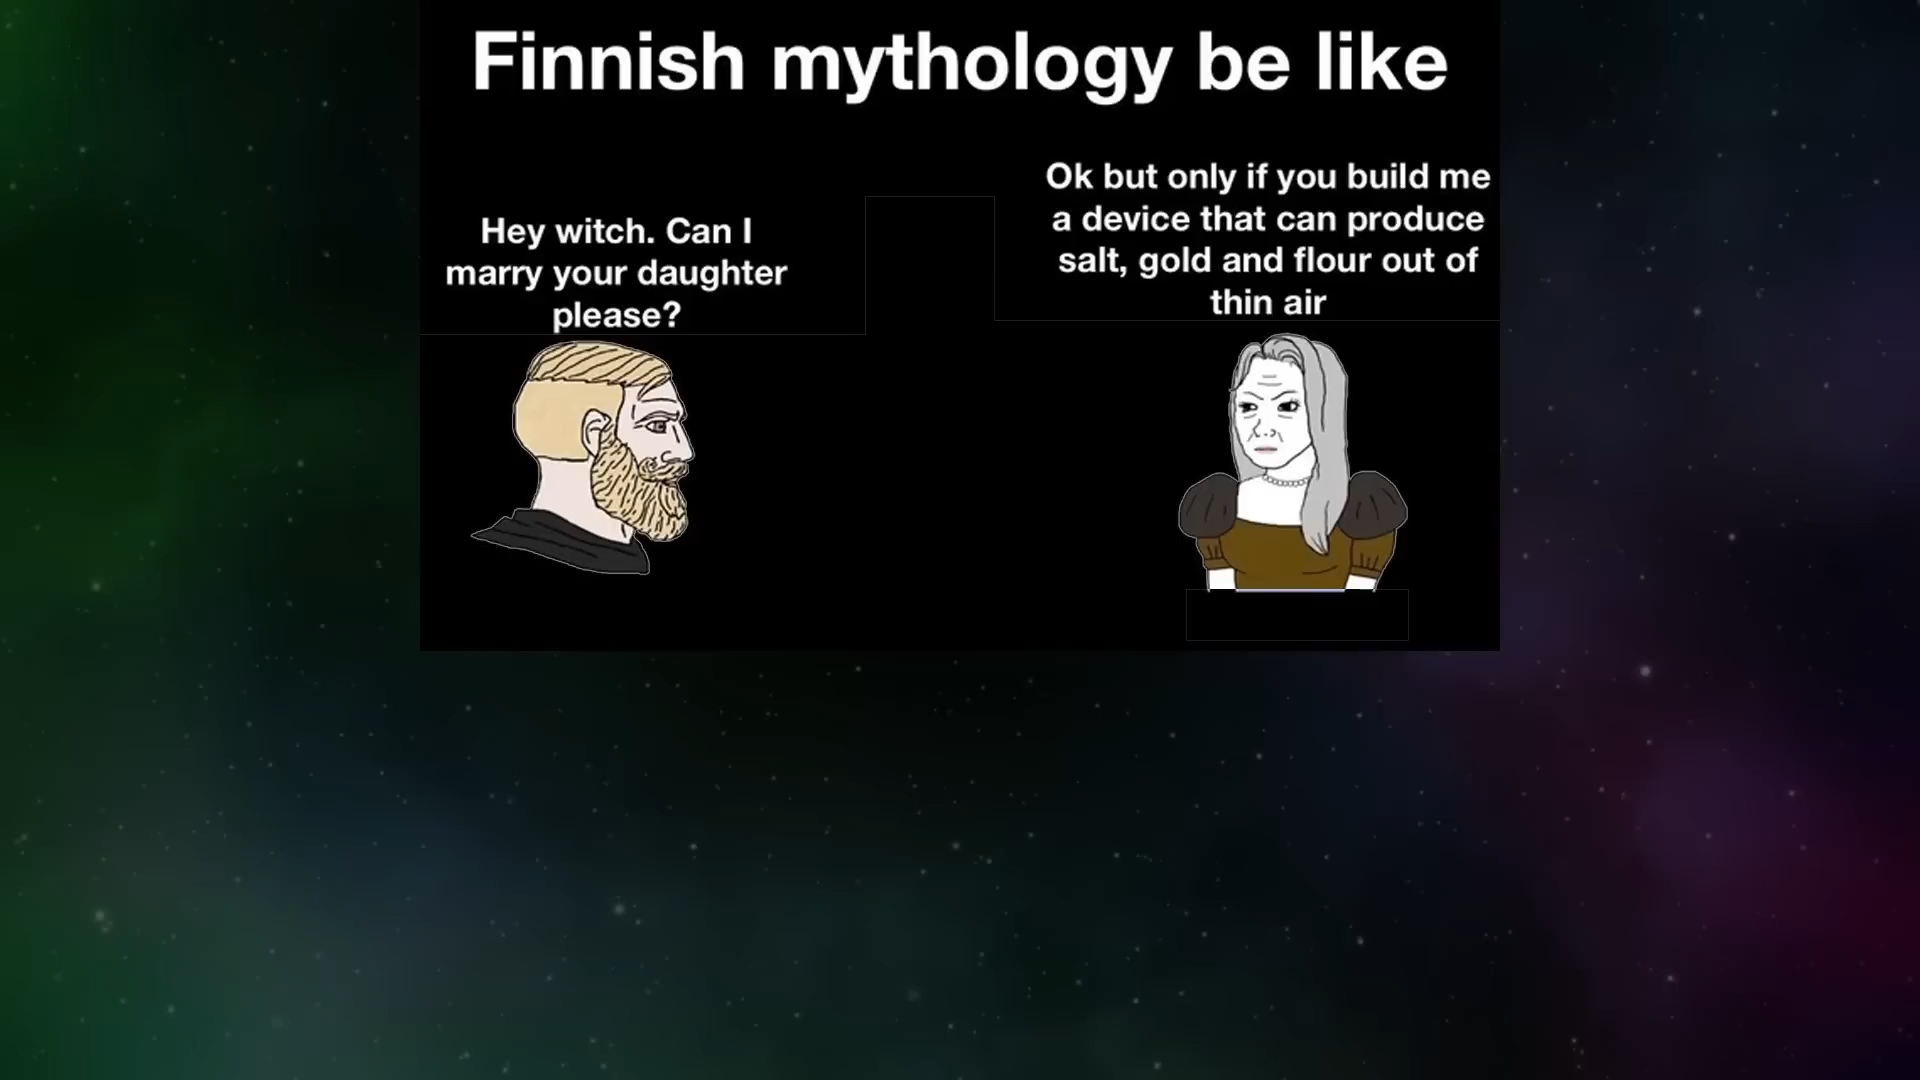 Finnish mythology be like
Hey witch. Can I
marry your daughter
please?
Ok but only if you build me
a device that can produce
salt, gold and flour out of
thin air